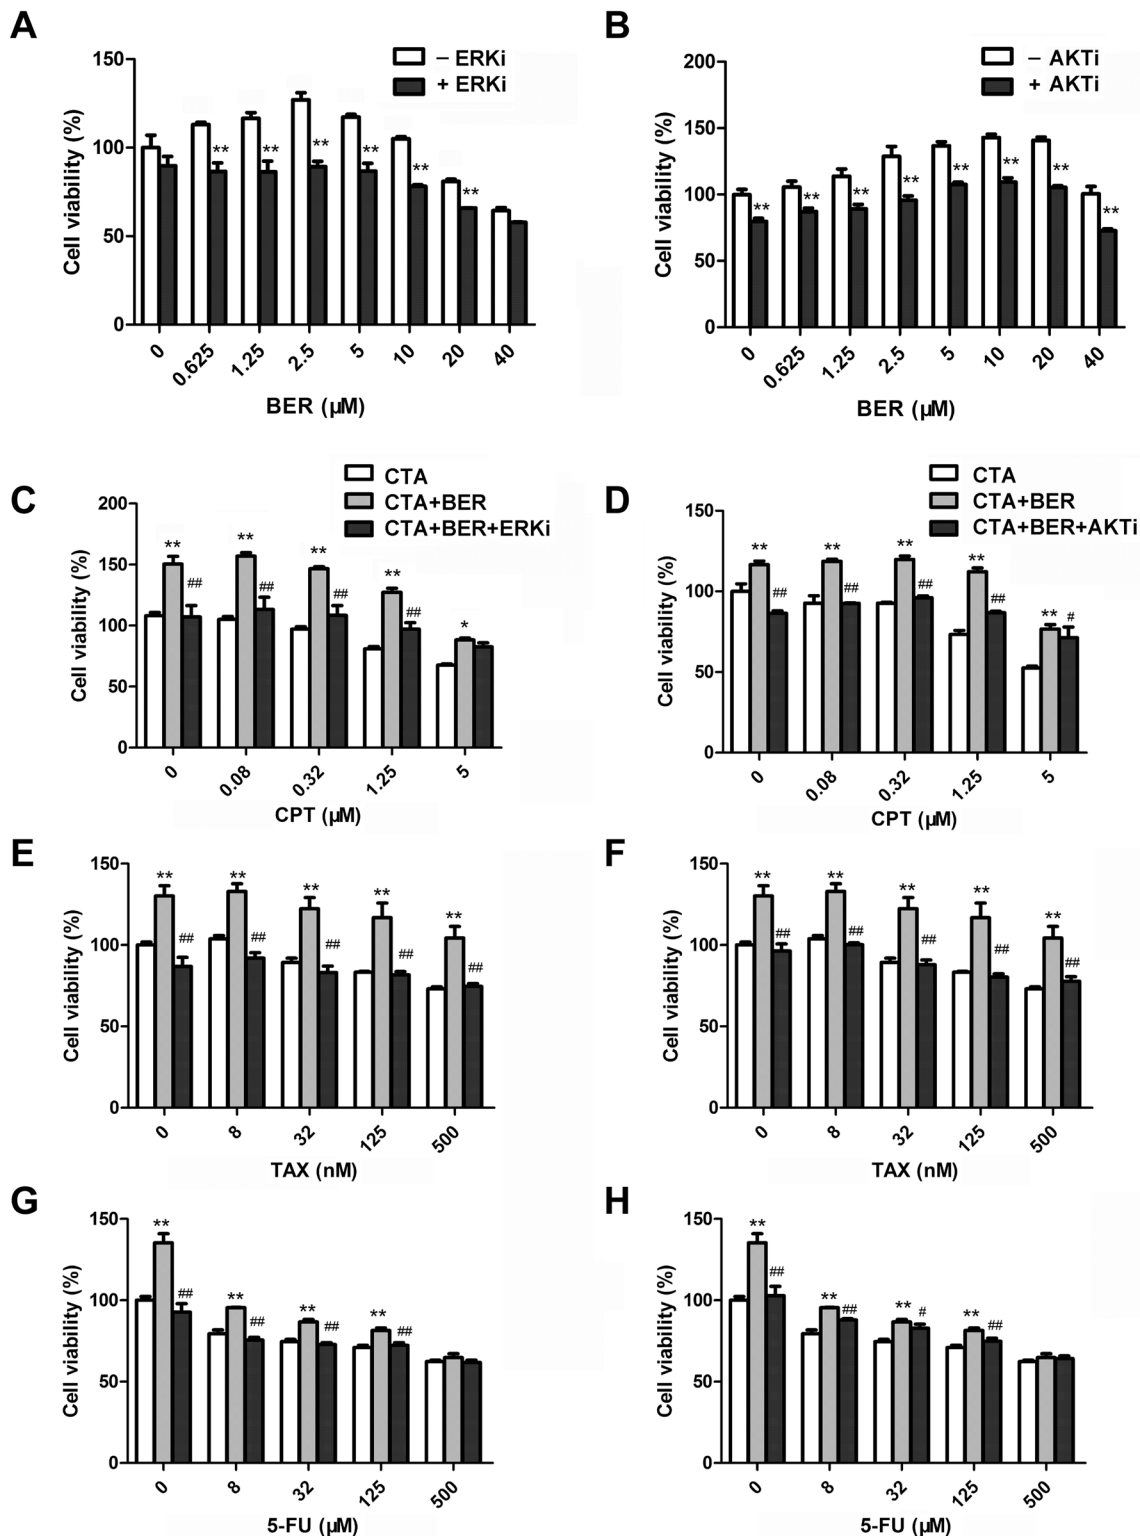 A
– ERKi
+ ERKi
Cell viability (%)
150
100
50
0
0 0.625 1.25 2.5 5 10 20 40
** ** ** ** ** **
BER (µM)
B
– AKTi
+ AKTi
Cell viability (%)
200
150
100
50
0
** ** ** ** ** ** ** **
0 0.625 1.25 2.5 5 10 20 40
BER (µM)
C
CTA
CTA+BER
CTA+BER+ERKi
Cell viability (%)
200
150
100
50
0
** ** ** ** *
## ## ## ##
0 0.08 0.32 1.25 5
CPT (µM)
D
CTA
CTA+BER
CTA+BER+AKTi
Cell viability (%)
150
100
50
0
** ** ** ** **
## ## ## ## #
0 0.08 0.32 1.25 5
CPT (µM)
E
Cell viability (%)
150
100
50
0
** ** ** ** **
## ## ## ## ##
0 8 32 125 500
TAX (nM)
F
Cell viability (%)
150
100
50
0
** ** ** ** **
## ## ## ## ##
0 8 32 125 500
TAX (nM)
G
Cell viability (%)
150
100
50
0
** ** ** **
## ## ## ##
0 8 32 125 500
5-FU (µM)
H
Cell viability (%)
150
100
50
0
** ** ** **
## ## # ##
0 8 32 125 500
5-FU (µM)